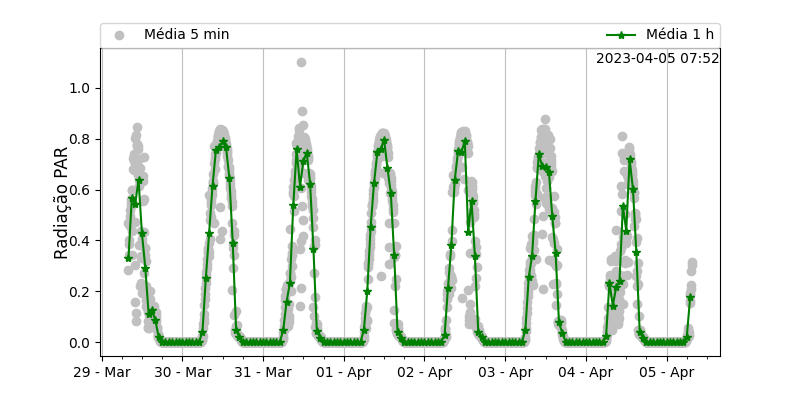 Média 5 min
Média 1 h
2023-04-05 07:52
Radiação PAR
1.0
0.8
0.6
0.4
0.2
0.0
29 - Mar
30 - Mar
31 - Mar
01 - Apr
02 - Apr
03 - Apr
04 - Apr
05 - Apr